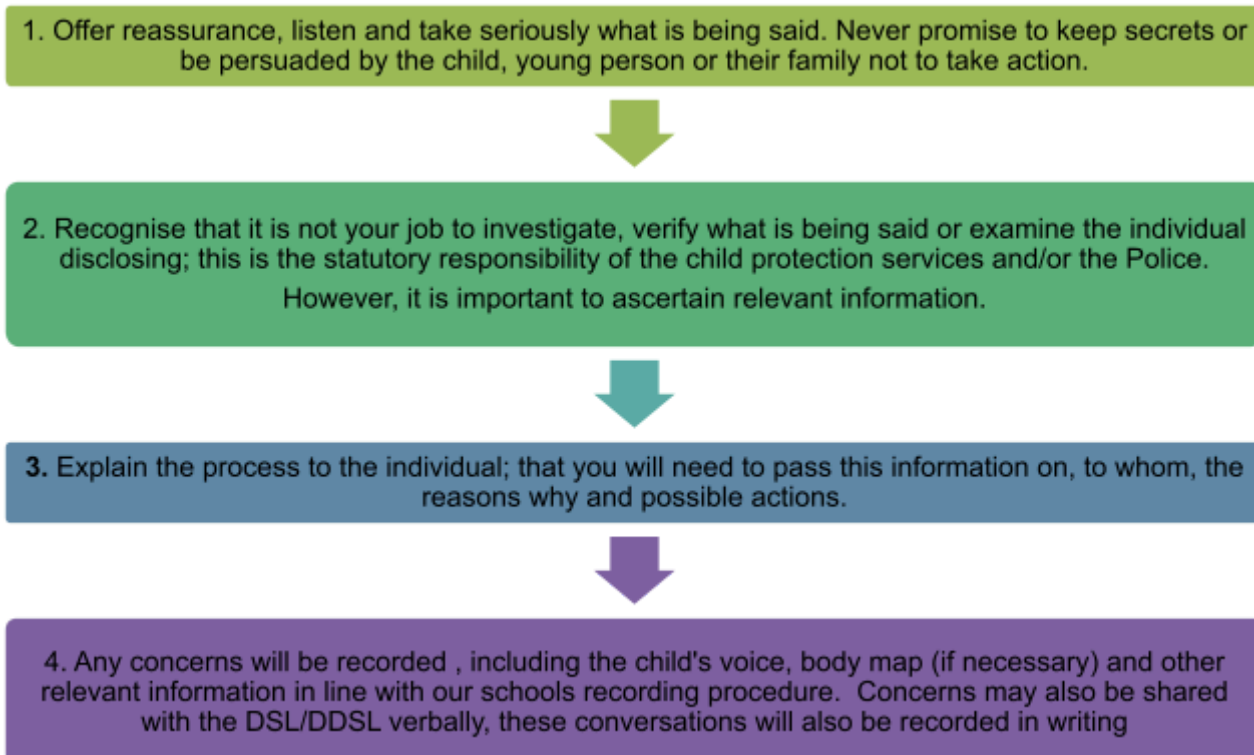 1. Offer reassurance, listen and take seriously what is being said. Never promise to keep secrets or
be persuaded by the child, young person or their family not to take action.
2. Recognise that it is not your job to investigate, verify what is being said or examine the individual
disclosing; this is the statutory responsibility of the child protection services and/or the Police.
However, it is important to ascertain relevant information.
3. Explain the process to the individual; that you will need to pass this information on, to whom, the
reasons why and possible actions.
4. Any concerns will be recorded , including the child's voice, body map (if necessary) and other
relevant information in line with our schools recording procedure.  Concerns may also be shared
with the DSL/DDSL verbally, these conversations will also be recorded in writing